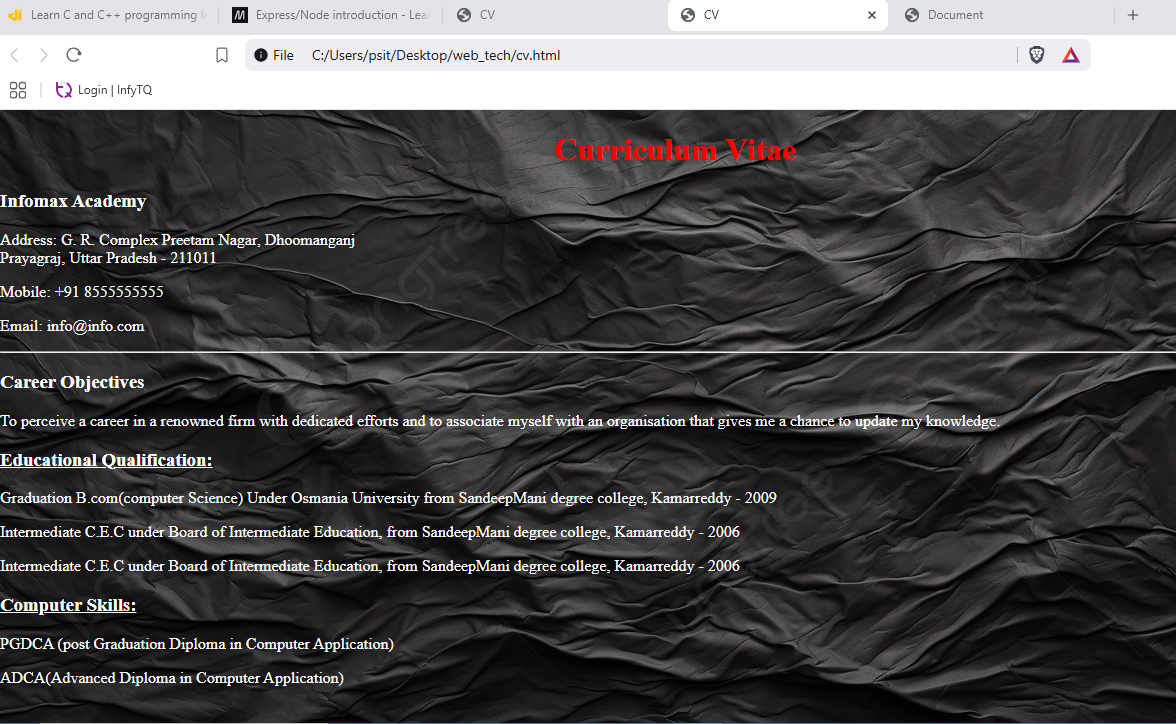 Learn C and C++ programming
Express/Node introduction - Lea
CV
CV
Document
File
C:/Users/psit/Desktop/web_tech/cv.html
Login | InfyTQ
Curriculum Vitae
Infomax Academy
Address: G. R. Complex Preetam Nagar, Dhoomanganj
Prayagraj, Uttar Pradesh - 211011
Mobile: +91 8555555555
Email: info@info.com
Career Objectives
To perceive a career in a renowned firm with dedicated efforts and to associate myself with an organisation that gives me a chance to update my knowledge.
Educational Qualification:
Graduation B.com(computer Science) Under Osmania University from SandeepMani degree college, Kamarreddy - 2009
Intermediate C.E.C under Board of Intermediate Education, from SandeepMani degree college, Kamarreddy - 2006
Intermediate C.E.C under Board of Intermediate Education, from SandeepMani degree college, Kamarreddy - 2006
Computer Skills:
PGDCA (post Graduation Diploma in Computer Application)
ADCA(Advanced Diploma in Computer Application)